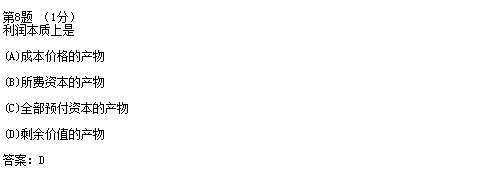 第8题 （1分）
利润本质上是
(A)成本价格的产物
(B)所费资本的产物
(C)全部预付资本的产物
(D)剩余价值的产物
答案：D